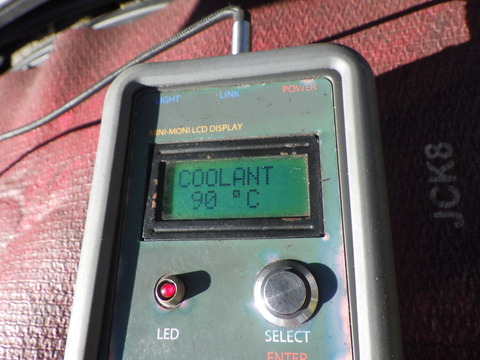 LIGHT LINK POWER
MINI-MONI LCD DISPLAY
COOLANT
90 °C
JCK8
LED SELECT
ENTER